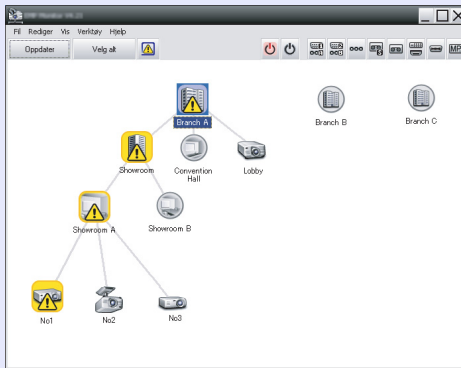 Fil Rediger Vis Verktøy Hjelp
Oppdater Velg alt
Branch A
Branch B
Branch C
Showroom
Convention
Hall
Lobby
Showroom A
Showroom B
No1
No2
No3